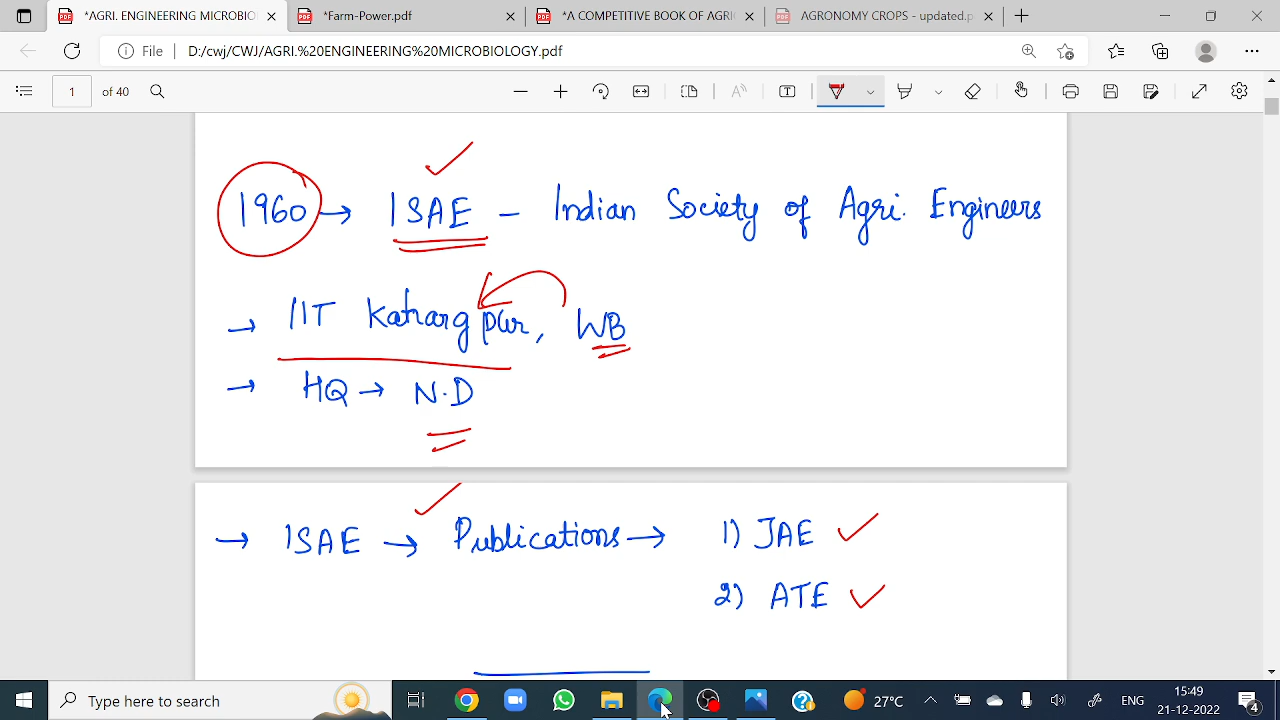 *AGRI. ENGINEERING MICROBIO
*Farm-Power.pdf
*A COMPETITIVE BOOK OF AGRI
AGRONOMY CROPS - updated.p
File D:/cwj/CWJ/AGRI.%20ENGINEERING%20MICROBIOLOGY.pdf
1 of 40
1960 → ISAE - Indian Society of Agri. Engineers
→ IIT Katrargpur, WB
→ HQ → N.D
→ ISAE → Publications → 1) JAE
2) ATE
Type here to search
27°C
ENG
15:49
21-12-2022
4